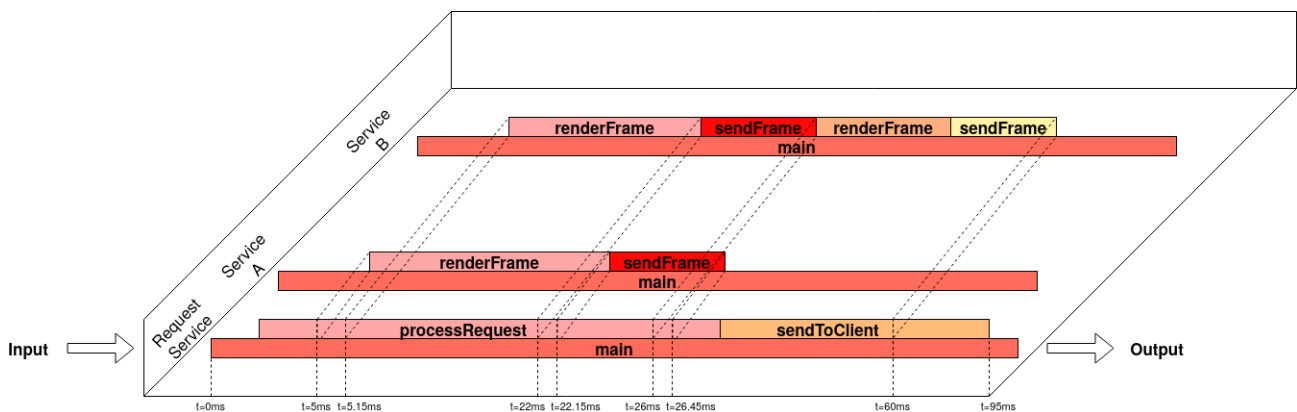 Service
B
renderFrame
sendFrame
renderFrame
sendFrame
main
Service
A
renderFrame
sendFrame
main
Request
Service
processRequest
sendToClient
main
Input
Output
t=0ms
t=5ms
t=5.15ms
t=22ms
t=22.15ms
t=26ms
t=26.45ms
t=60ms
t=95ms